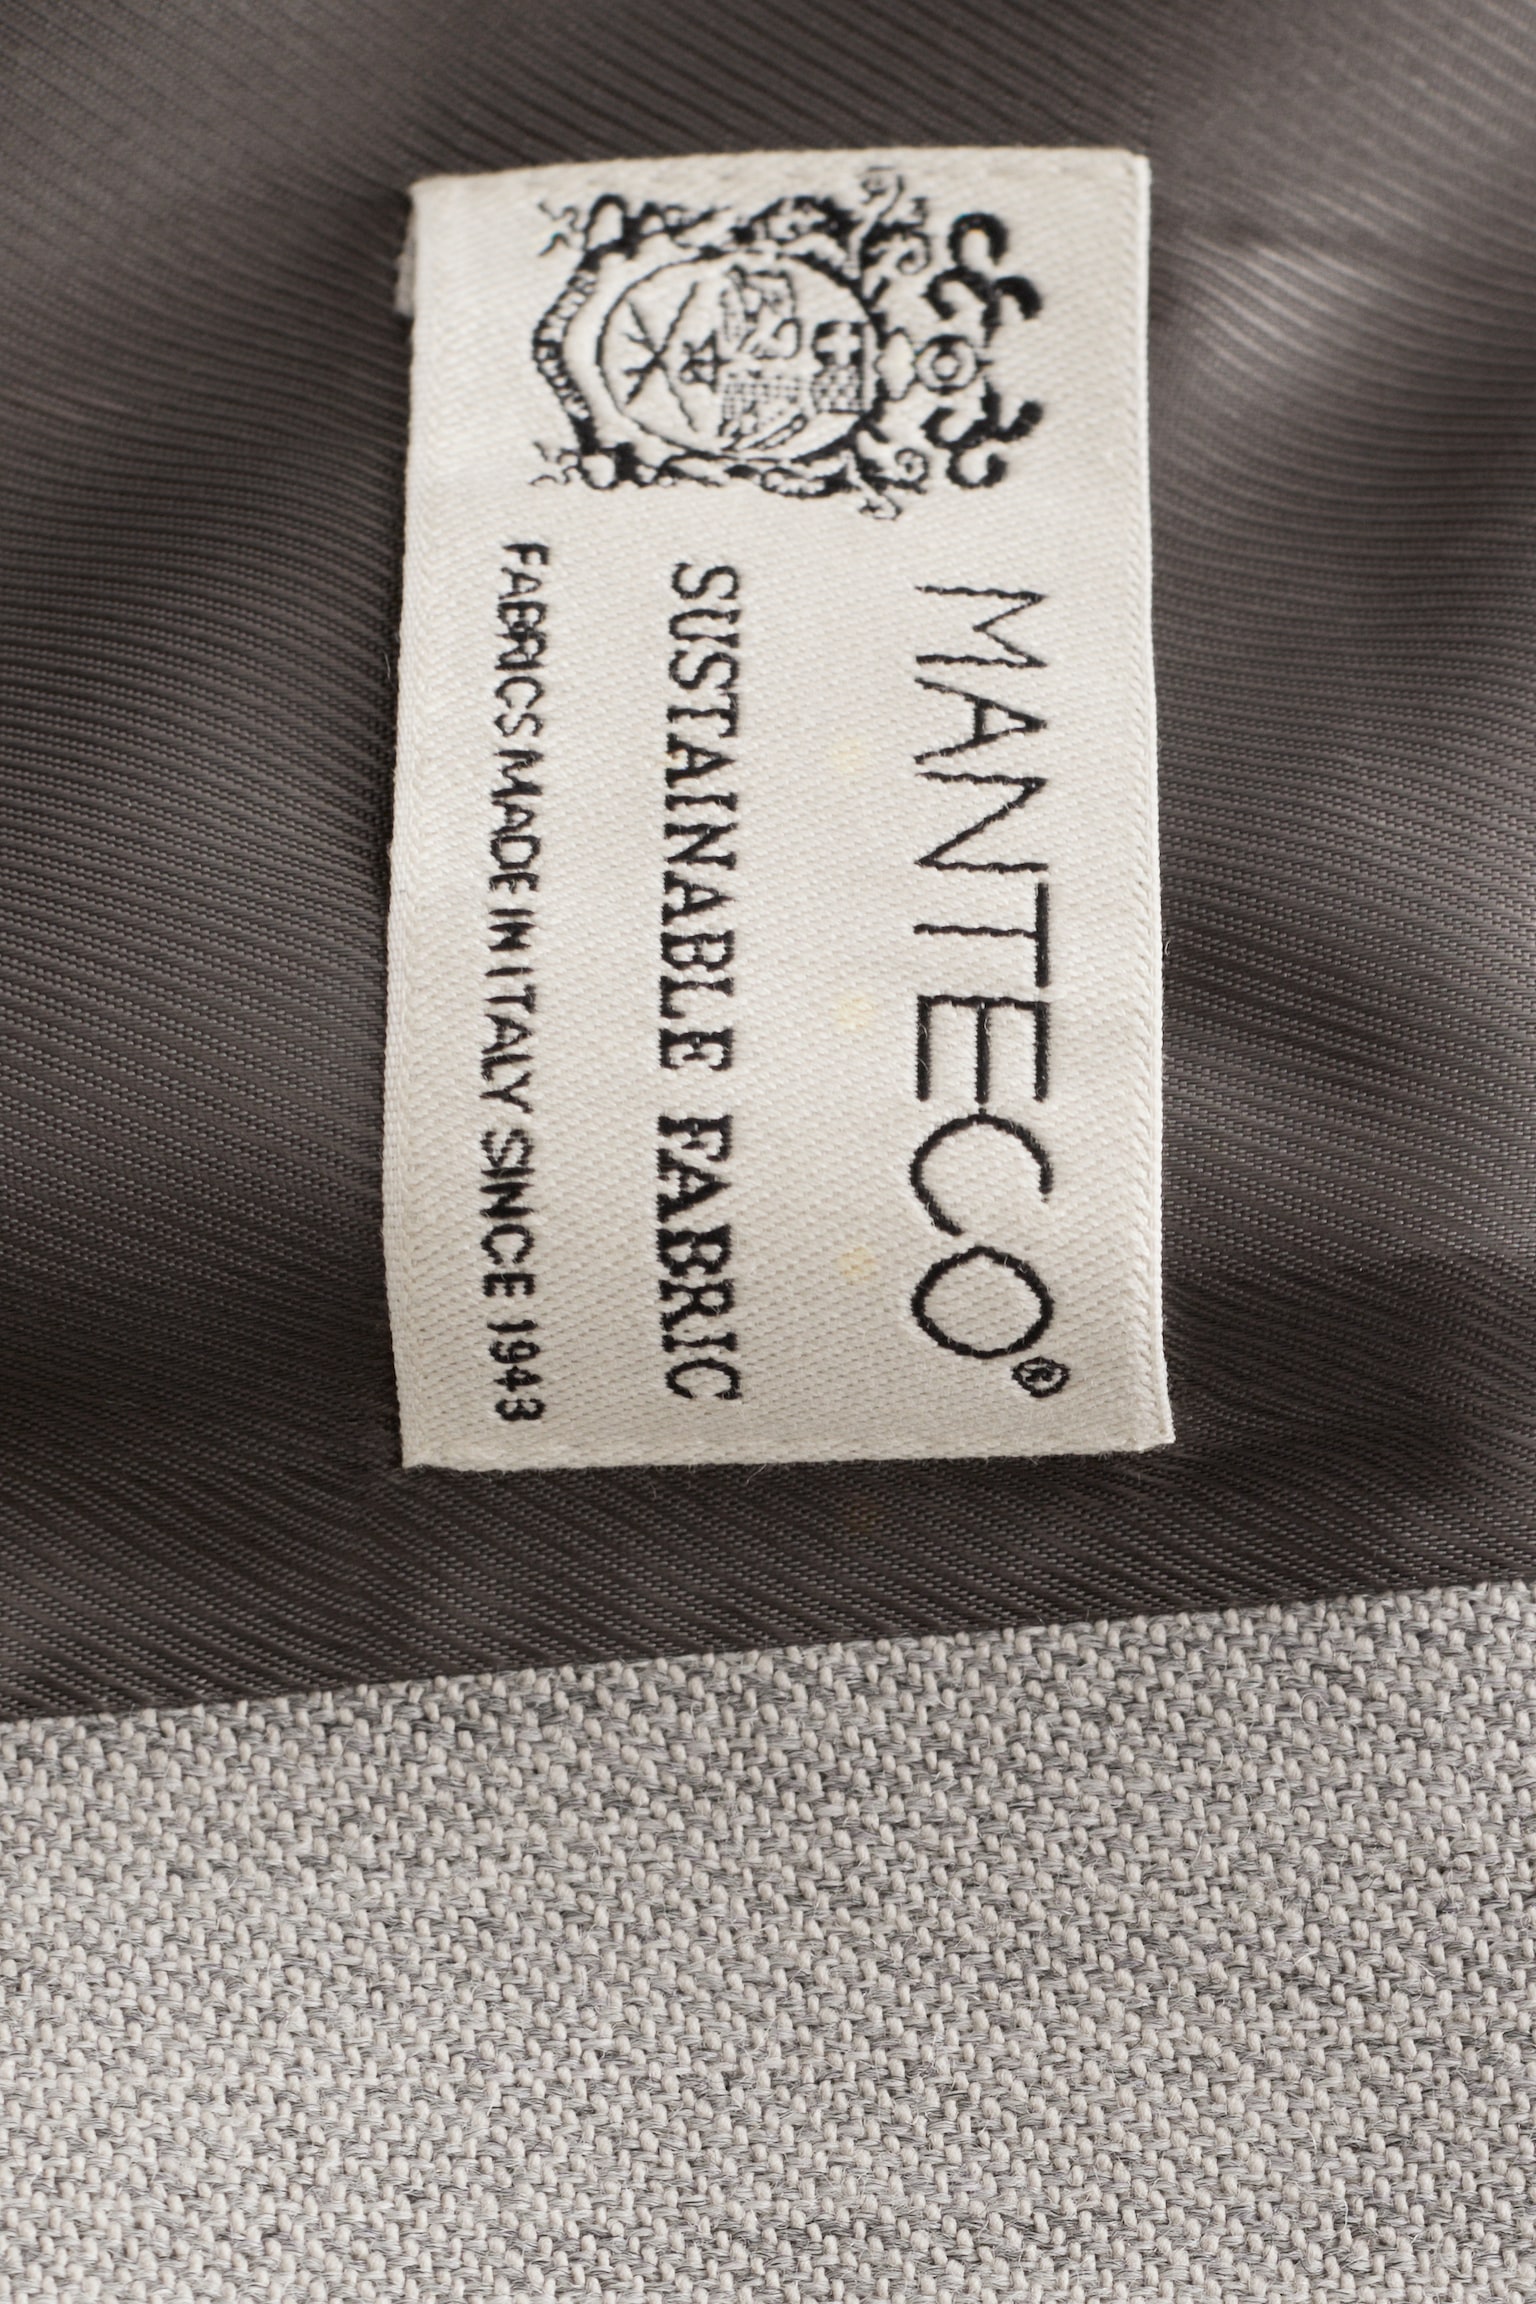 MANTECO®
SUSTAINABLE FABRIC
FABRICS MADE IN ITALY SINCE 1943